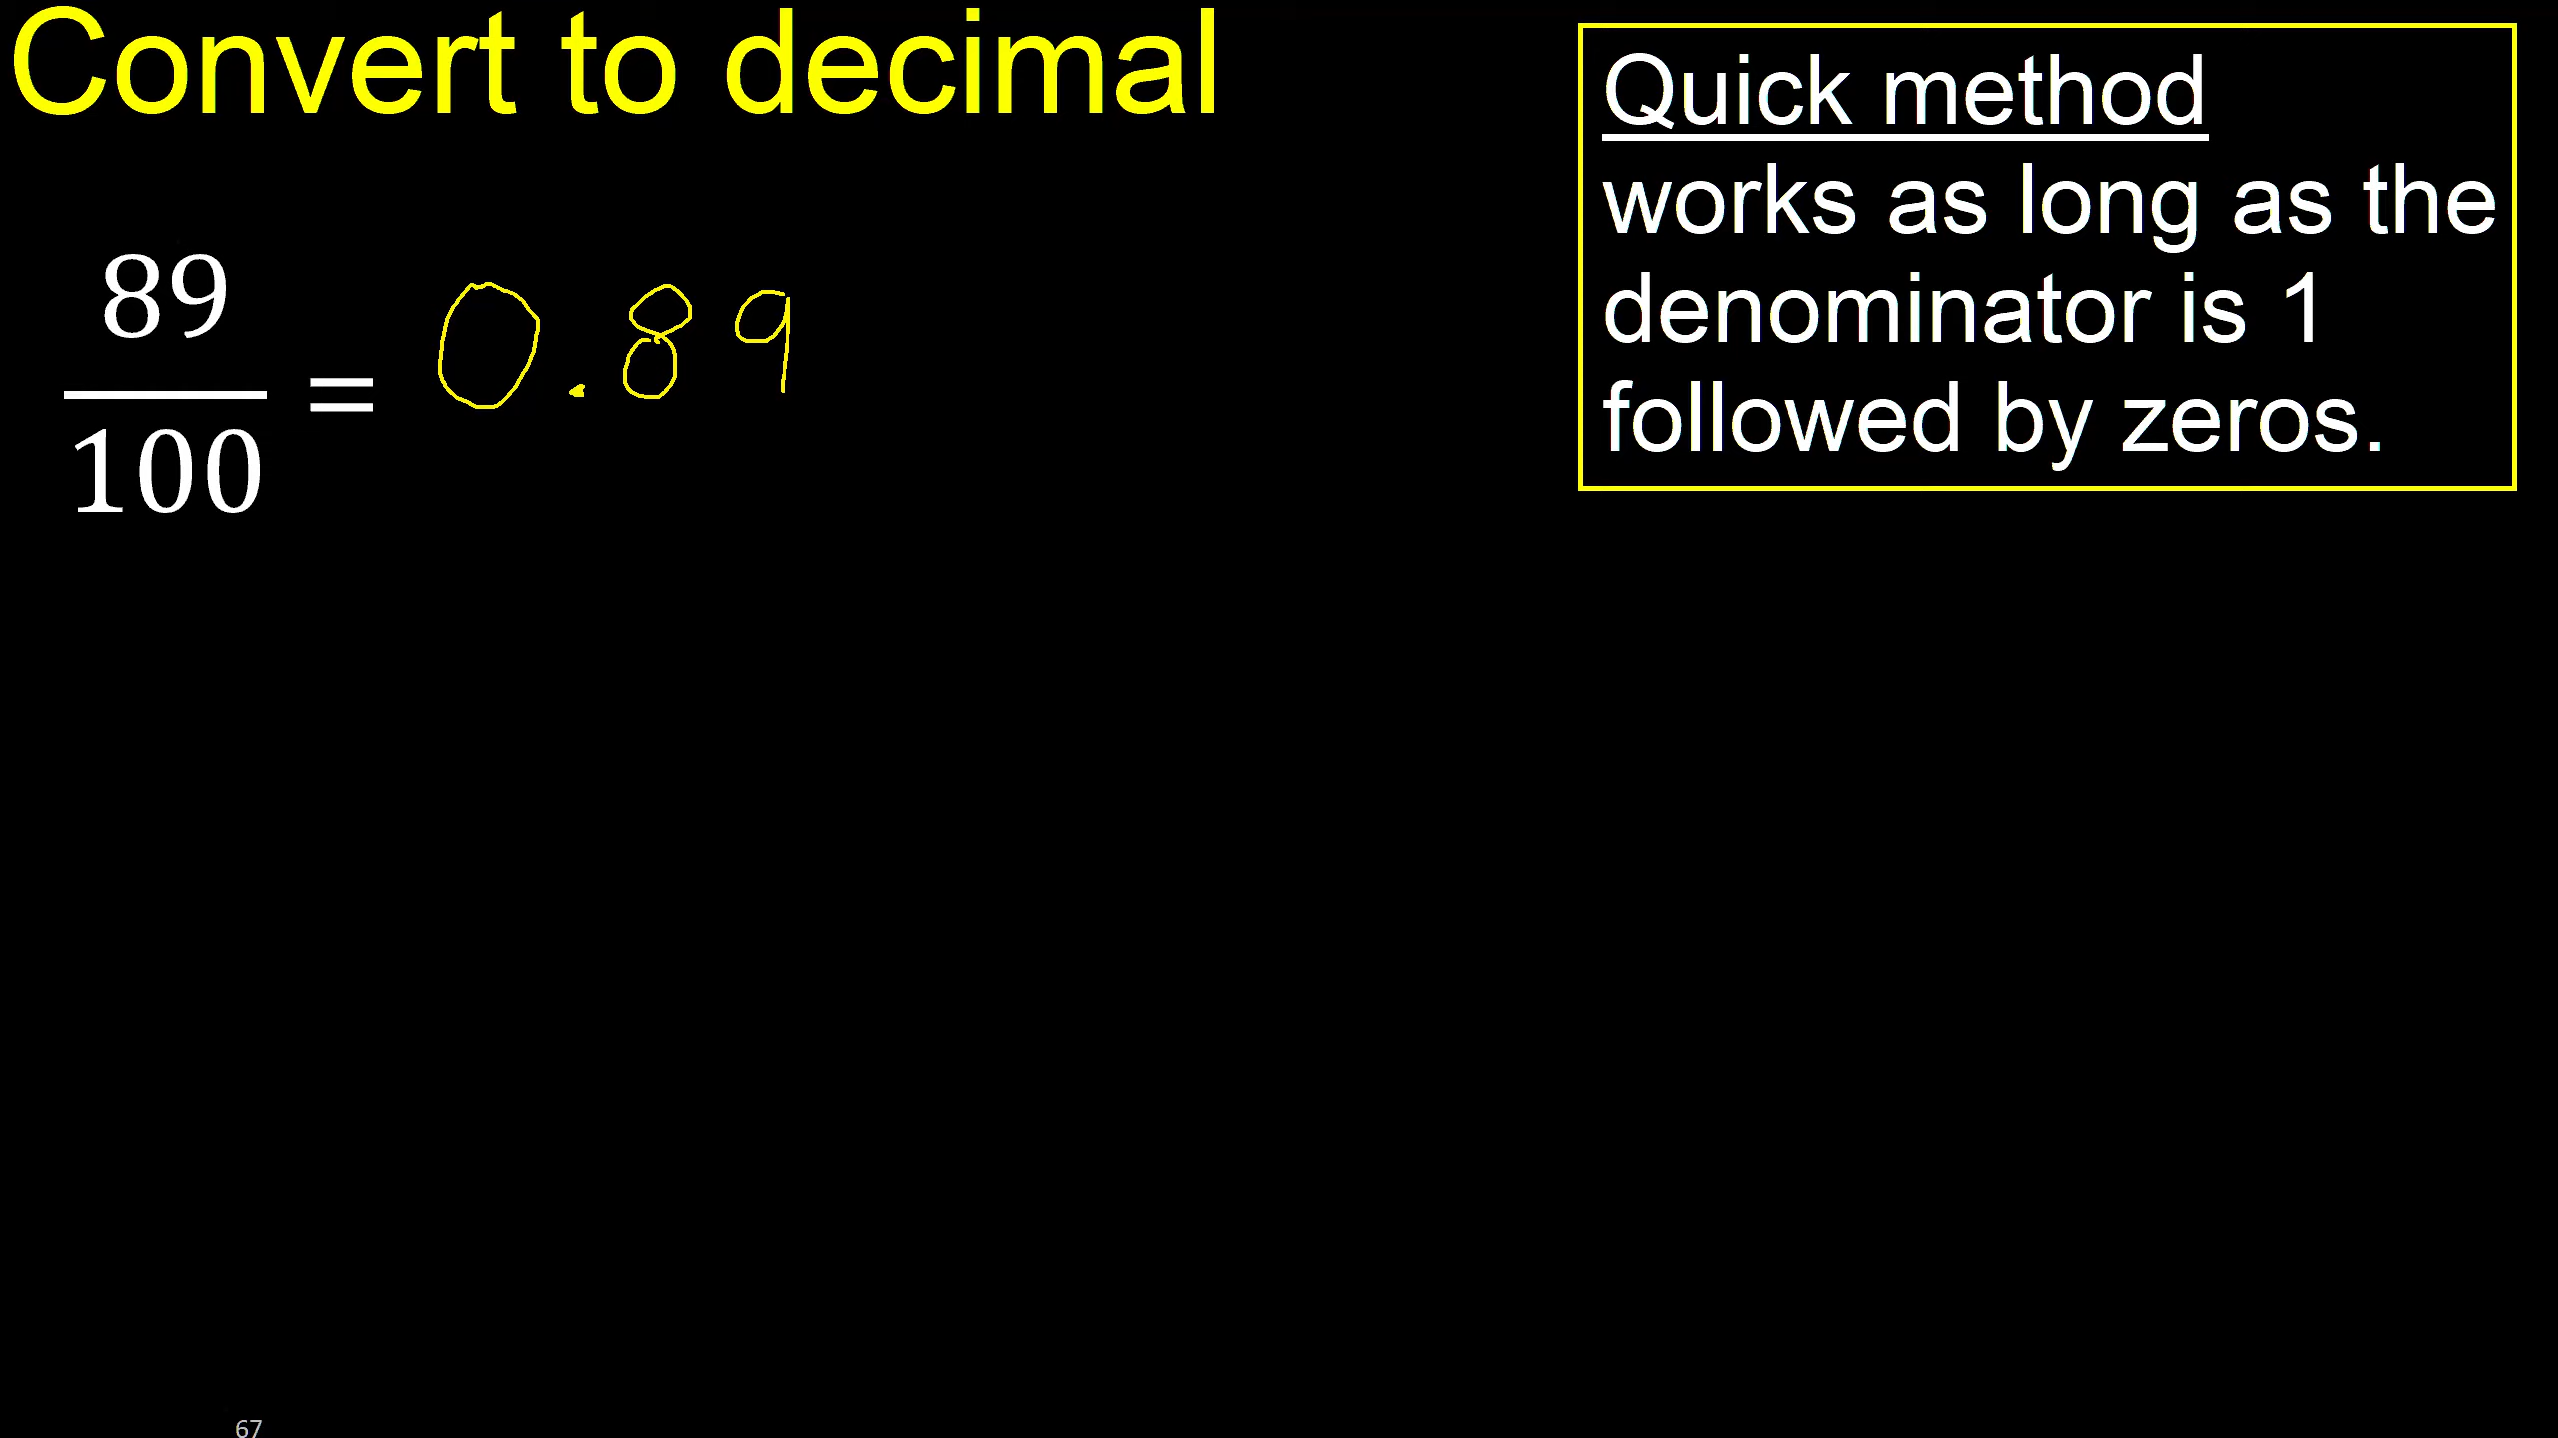 Convert to decimal
89
100
= 0.89
Quick method
works as long as the
denominator is 1
followed by zeros.
67